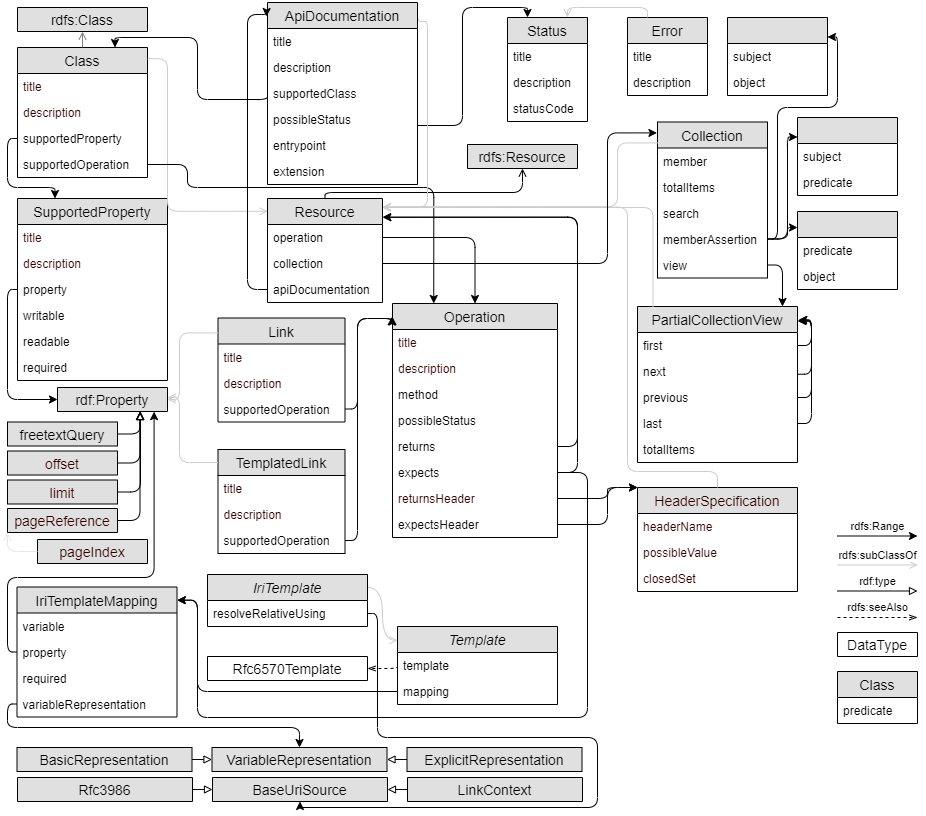 rdfs:Class
Class
title
description
supportedProperty
supportedOperation
ApiDocumentation
title
description
supportedClass
possibleStatus
entrypoint
extension
Status
title
description
statusCode
Error
title
description
subject
object
rdfs:Resource
Collection
member
totalItems
search
memberAssertion
view
subject
predicate
predicate
object
SupportedProperty
title
description
property
writable
readable
required
Resource
operation
collection
apiDocumentation
Link
title
description
supportedOperation
Operation
title
description
method
possibleStatus
returns
expects
returnsHeader
expectsHeader
PartialCollectionView
first
next
previous
last
totalItems
rdf:Property
freetextQuery
offset
limit
pageReference
pageIndex
TemplatedLink
title
description
supportedOperation
HeaderSpecification
headerName
possibleValue
closedSet
IriTemplateMapping
variable
property
required
variableRepresentation
IriTemplate
resolveRelativeUsing
Rfc6570Template
Template
template
mapping
rdfs:Range
rdfs:subClassOf
rdf:type
rdfs:seeAlso
DataType
Class
predicate
BasicRepresentation
VariableRepresentation
ExplicitRepresentation
Rfc3986
BaseUriSource
LinkContext